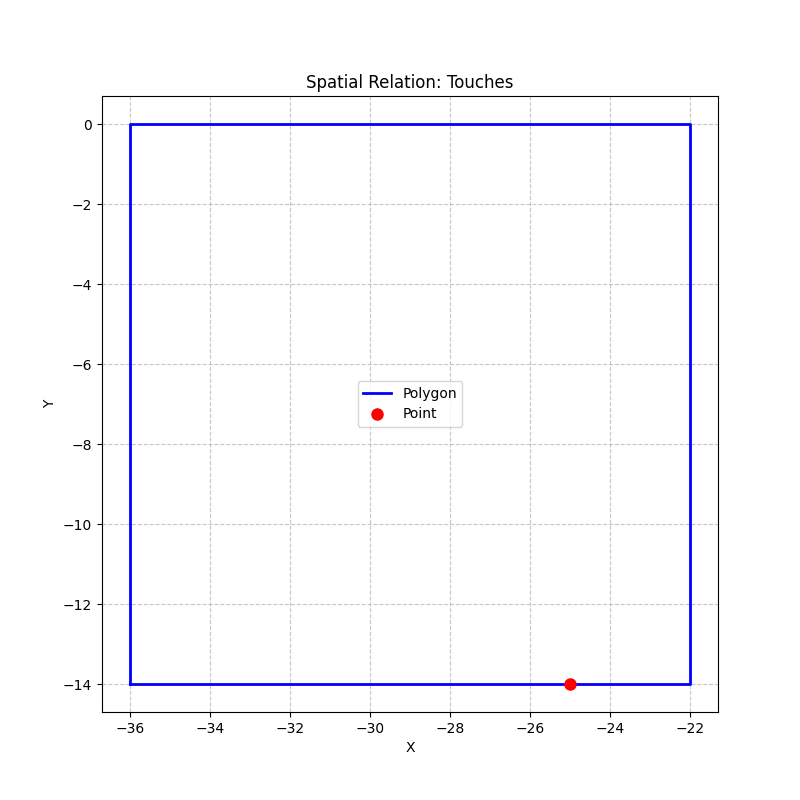 Spatial Relation: Touches
0
−2
−4
−6
−8
−10
−12
−14
Y
Polygon
Point
−36 −34 −32 −30 −28 −26 −24 −22
X